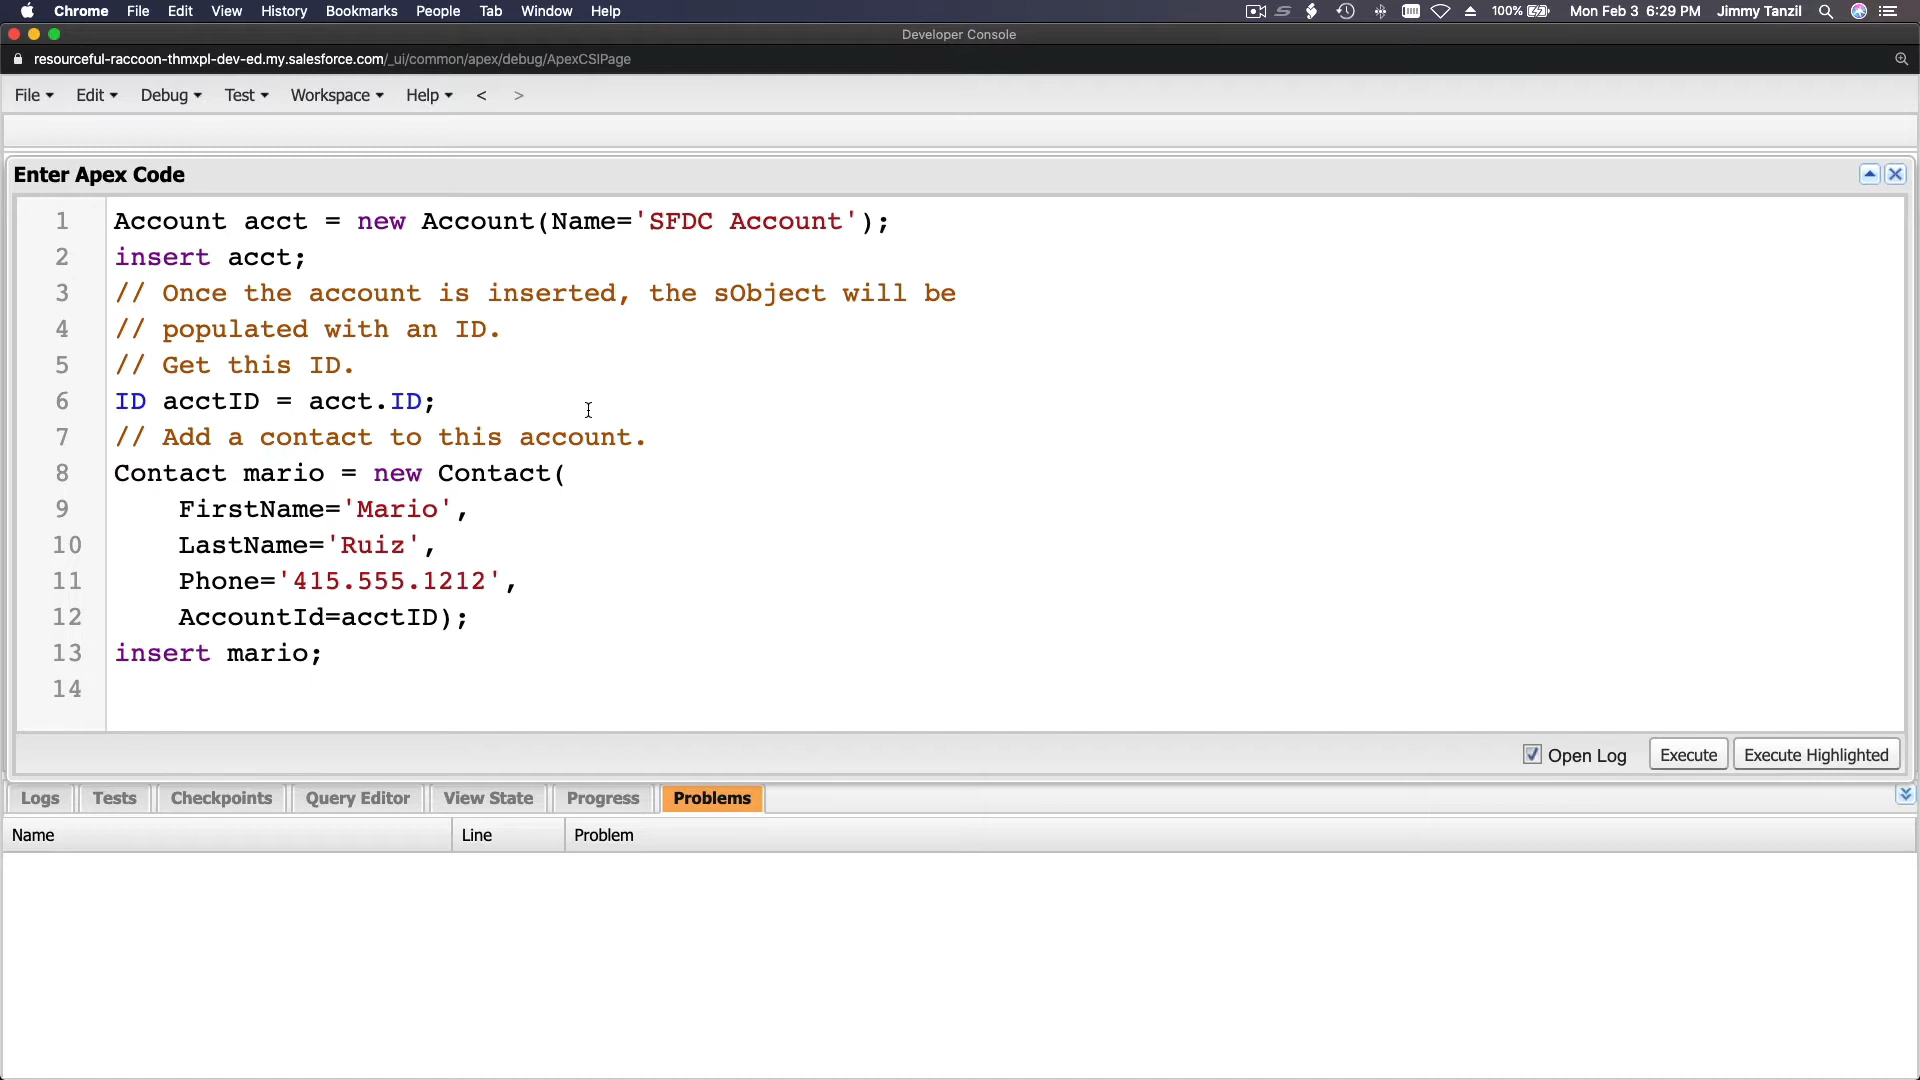 Chrome File Edit View History Bookmarks People Tab Window Help 100% Mon Feb 3 6:29 PM Jimmy Tanzil
Developer Console
resourceful-raccoon-thmxpl-dev-ed.my.salesforce.com/_ui/common/apex/debug/ApexCSIPage
File Edit Debug Test Workspace Help < >
Enter Apex Code
1 Account acct = new Account(Name='SFDC Account');
2 insert acct;
3 // Once the account is inserted, the sObject will be
4 // populated with an ID.
5 // Get this ID.
6 ID acctID = acct.ID;
7 // Add a contact to this account.
8 Contact mario = new Contact(
9 FirstName='Mario',
10 LastName='Ruiz',
11 Phone='415.555.1212',
12 AccountId=acctID);
13 insert mario;
14
Open Log Execute Execute Highlighted
Logs Tests Checkpoints Query Editor View State Progress Problems
Name Line Problem